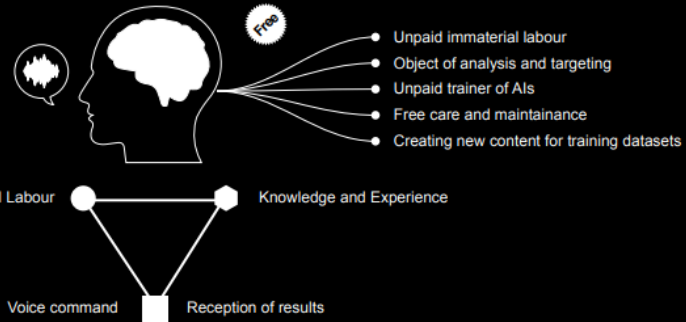 Free
Unpaid immaterial labour
Object of analysis and targeting
Unpaid trainer of AIs
Free care and maintainance
Creating new content for training datasets
Labour
Knowledge and Experience
Voice command
Reception of results